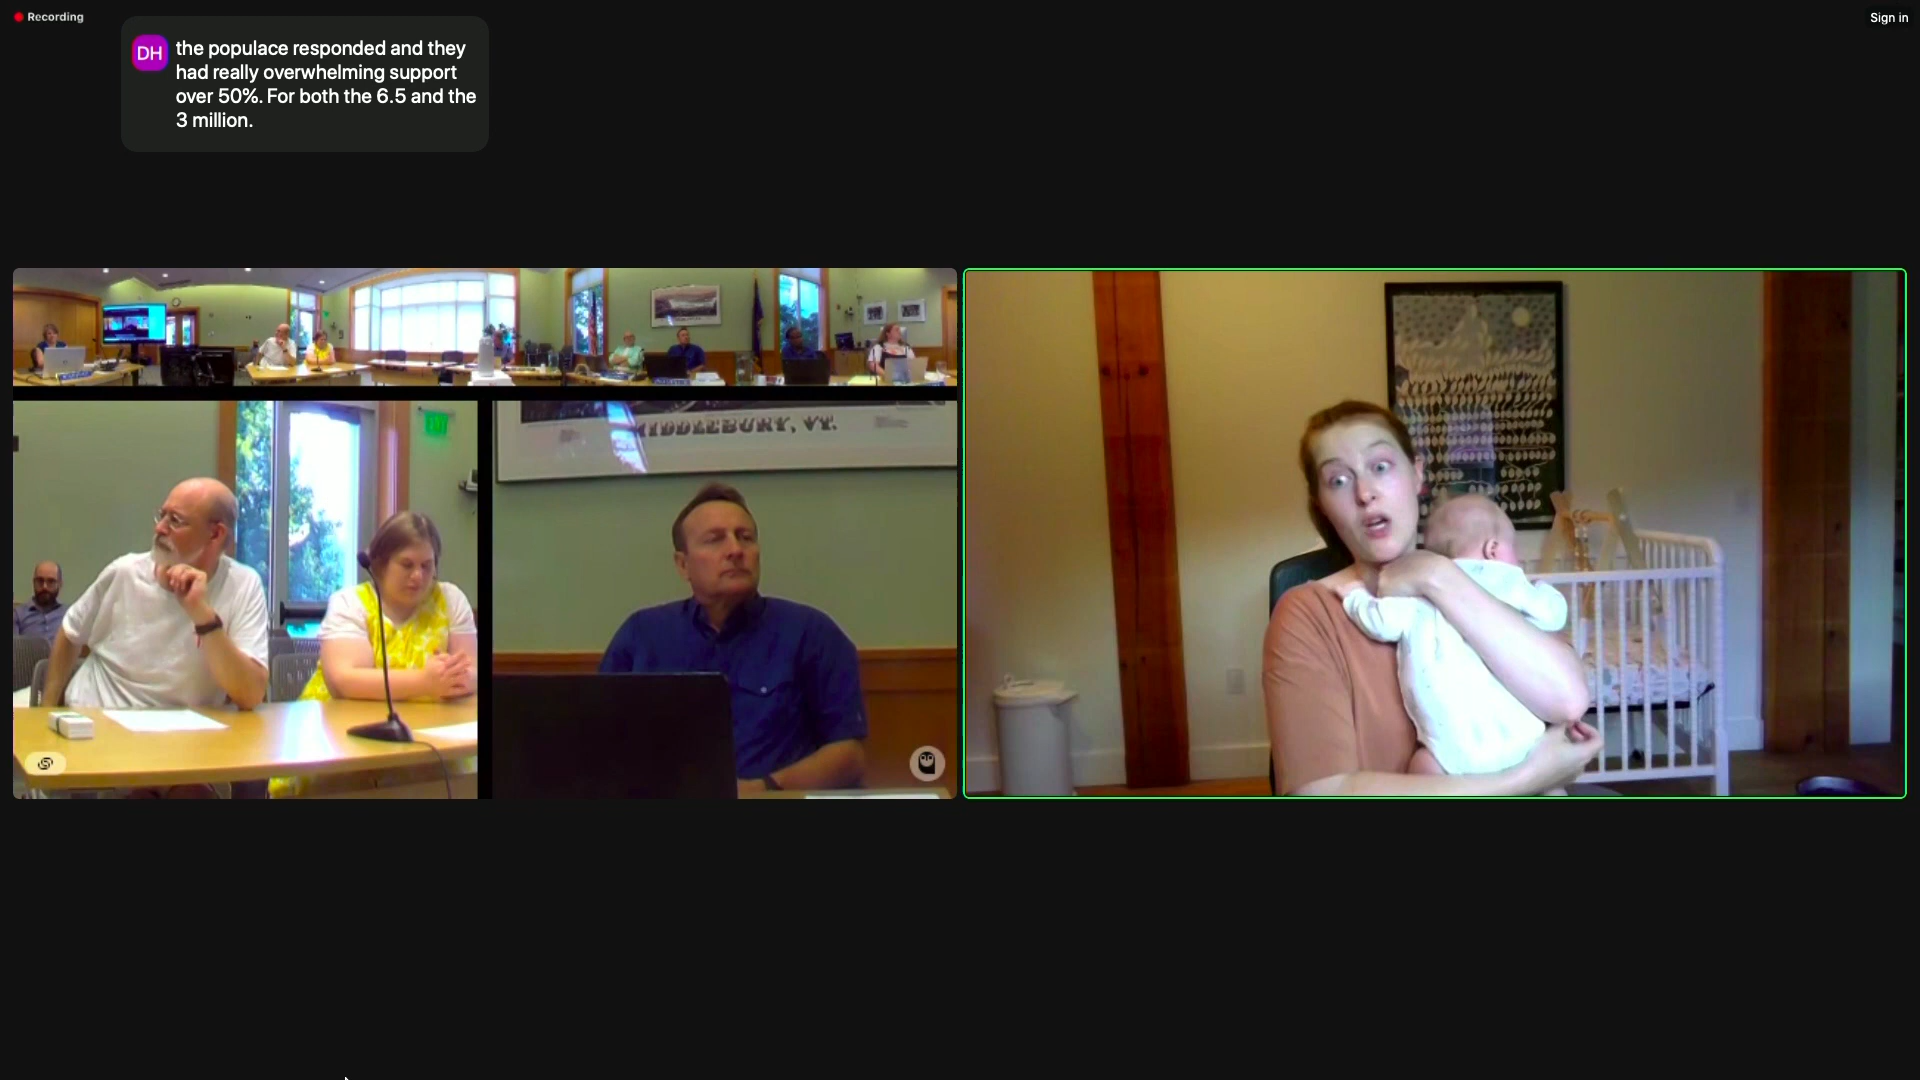 Recording
Sign in
DH
the populace responded and they
had really overwhelming support
over 50%. For both the 6.5 and the
3 million.
EXIT
MIDDLEBURY, VT.